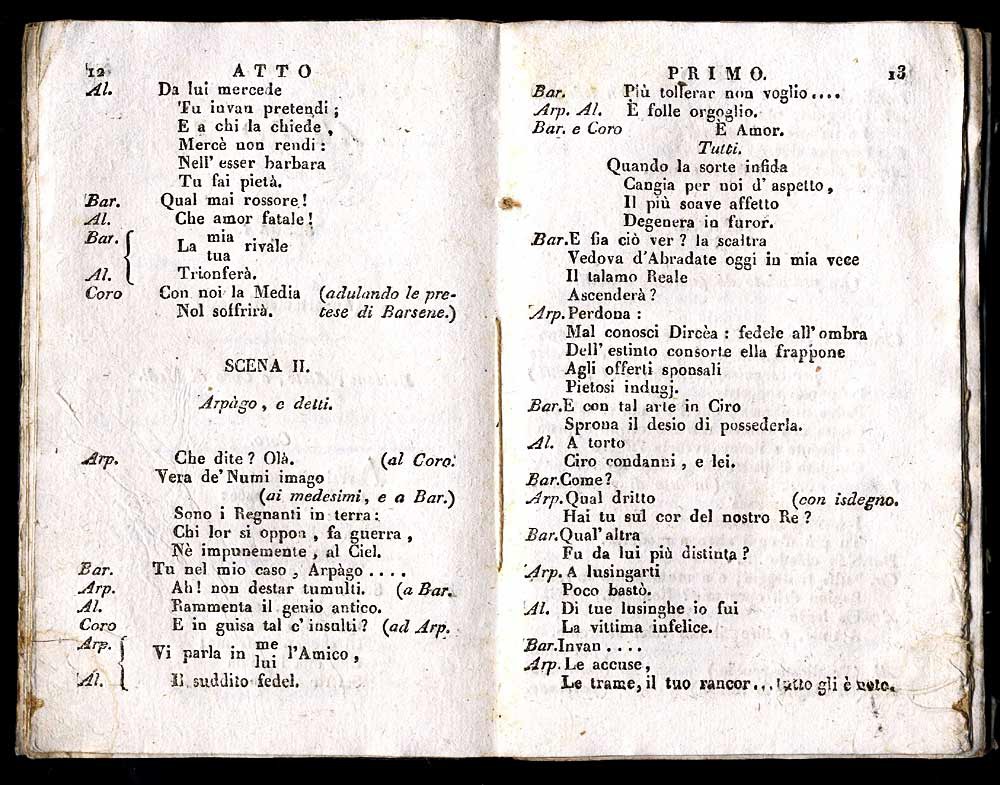 12 ATTO
Al. Da lui mercede
Tu invan pretendi;
E a chi la chiede,
Mercè non rendi:
Nell' esser barbara
Tu fai pietà.
Bar. Qual mai rossore!
Al. Che amor fatale!
Bar. { La mia rivale
tua
Al. Trionferà.
Coro Con noi la Media (adulando le pre-
Nol soffrirà. tese di Barsene.)
SCENA II.
Arpàgo, e detti.
Arp. Che dite? Olà. (al Coro.
Vera de' Numi imago
(ai medesimi, e a Bar.)
Sono i Regnanti in terra:
Chi lor si oppon, fa guerra,
Nè impunemente, al Ciel.
Bar. Tu nel mio caso, Arpàgo....
Arp. Ah! non destar tumulti. (a Bar.
Al. Rammenta il genio antico.
Coro E in guisa tal c' insulti? (ad Arp.
Arp. { Vi parla in me l'Amico,
lui
Al. Il suddito fedel.
PRIMO. 13
Bar. Più tollerar non voglio....
Arp. Al. È folle orgoglio.
Bar. e Coro È Amor.
Tutti.
Quando la sorte infida
Cangia per noi d' aspetto,
Il più soave affetto
Degenera in furor.
Bar. E fia ciò ver? la scaltra
Vedova d'Abradate oggi in mia vece
Il talamo Reale
Ascenderà?
Arp. Perdona:
Mal conosci Dircèa: fedele all' ombra
Dell' estinto consorte ella frappone
Agli offerti sponsali
Pietosi indugj.
Bar. E con tal arte in Ciro
Sprona il desio di possederla.
Al. A torto
Ciro condanni, e lei.
Bar. Come?
Arp. Qual dritto (con isdegno.
Hai tu sul cor del nostro Re?
Bar. Qual' altra
Fu da lui più distinta?
Arp. A lusingarti
Poco bastò.
Al. Di tue lusinghe io fui
La vittima infelice.
Bar. Invan....
Arp. Le accuse,
Le trame, il tuo rancor...tutto gli è noto.